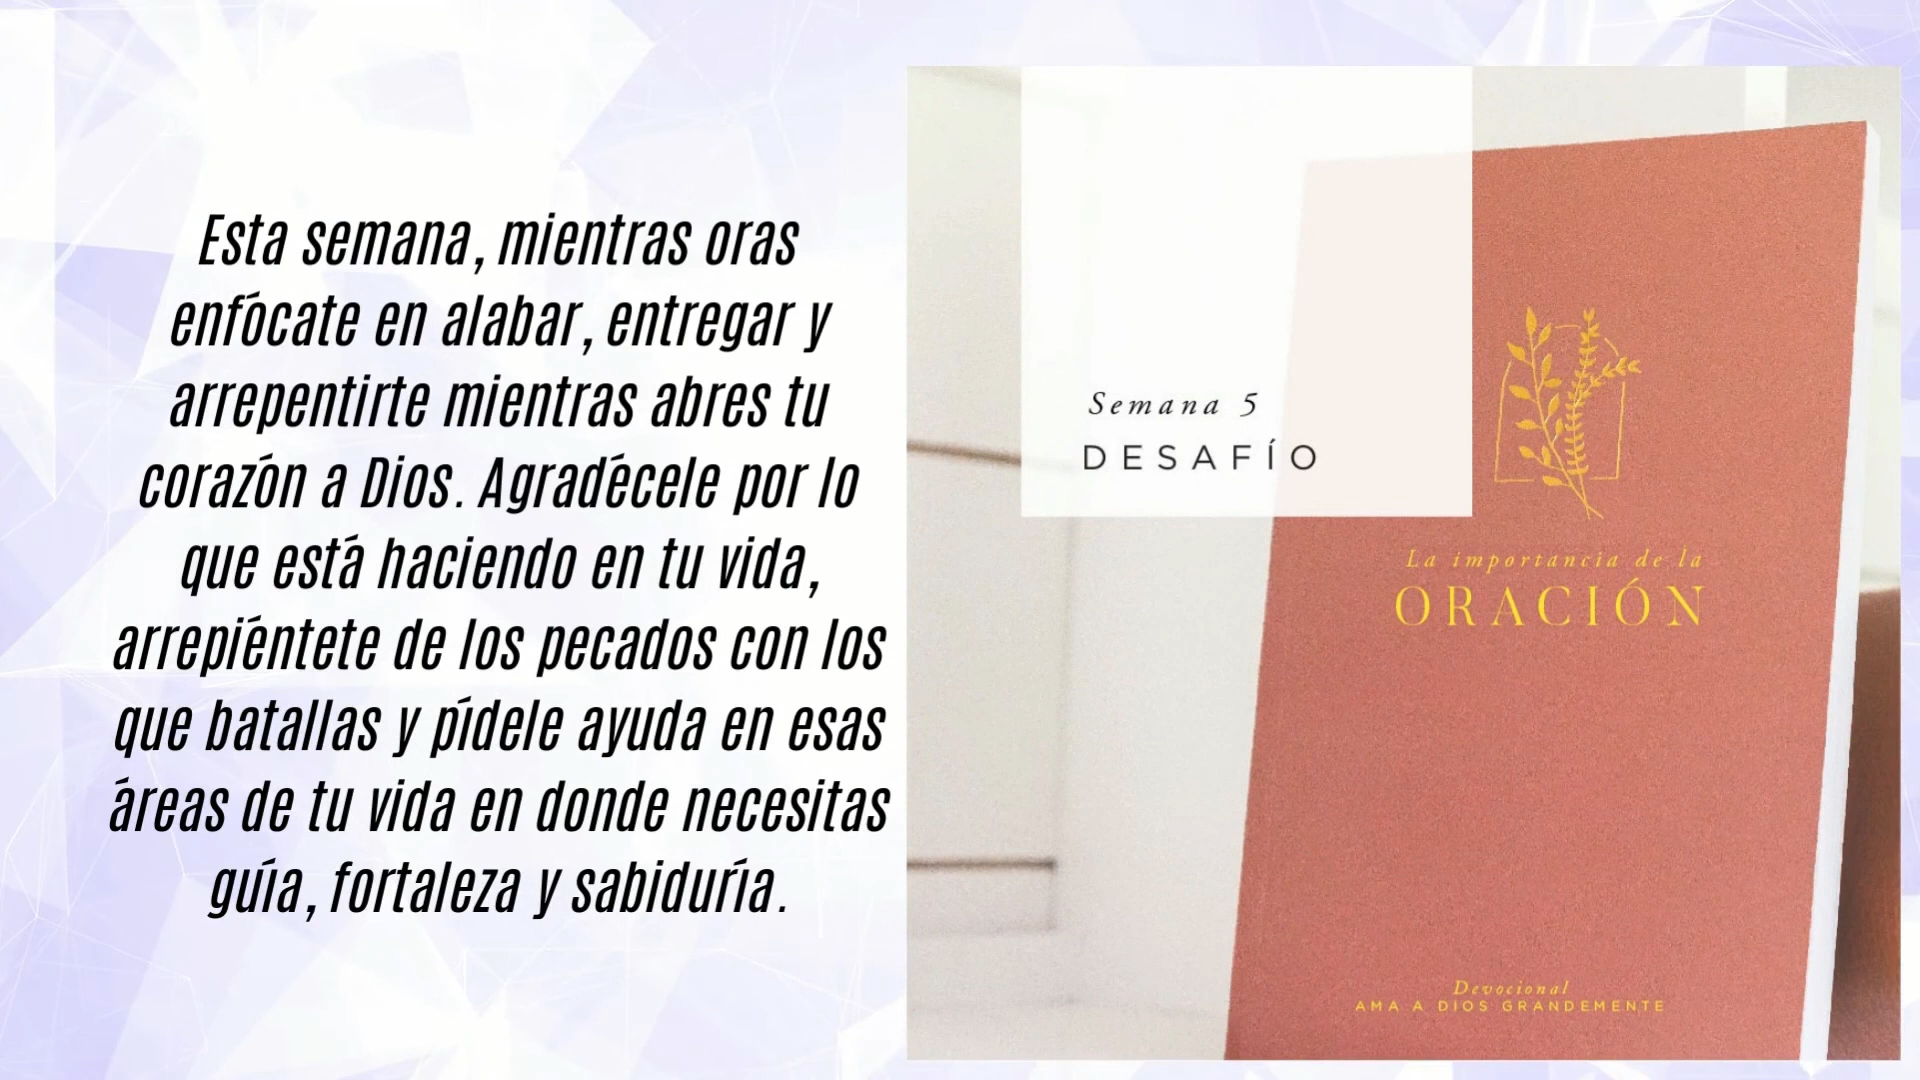 Esta semana, mientras oras
enfócate en alabar, entregar y
arrepentirte mientras abres tu
corazón a Dios. Agradécele por lo
que está haciendo en tu vida,
arrepiéntete de los pecados con los
que batallas y pídele ayuda en esas
áreas de tu vida en donde necesitas
guía, fortaleza y sabiduría.
Semana 5
DESAFÍO
La importancia de la
ORACIÓN
Devocional
AMA A DIOS GRANDEMENTE